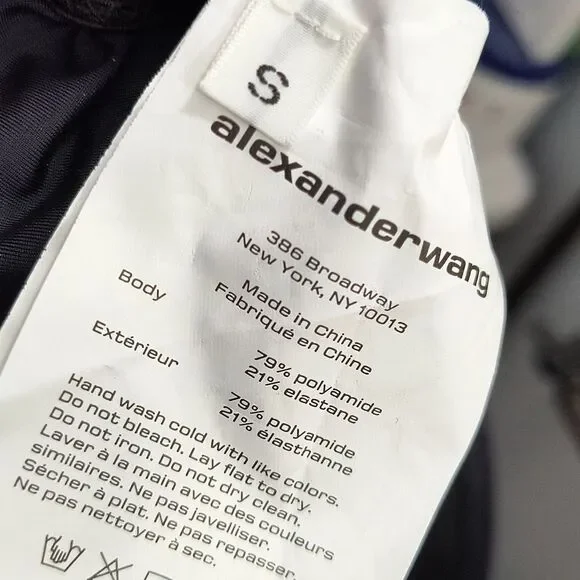 S
alexanderwang
386 Broadway
New York, NY 10013
Made in China
Fabriqué en Chine
Body
79% polyamide
21% elastane
Extérieur
79% polyamide
21% élasthanne
Hand wash cold with like colors.
Do not bleach. Lay flat to dry.
Do not iron. Do not dry clean.
Laver à la main avec des couleurs
similaires. Ne pas javelliser.
Sécher à plat. Ne pas repasser.
Ne pas nettoyer à sec.